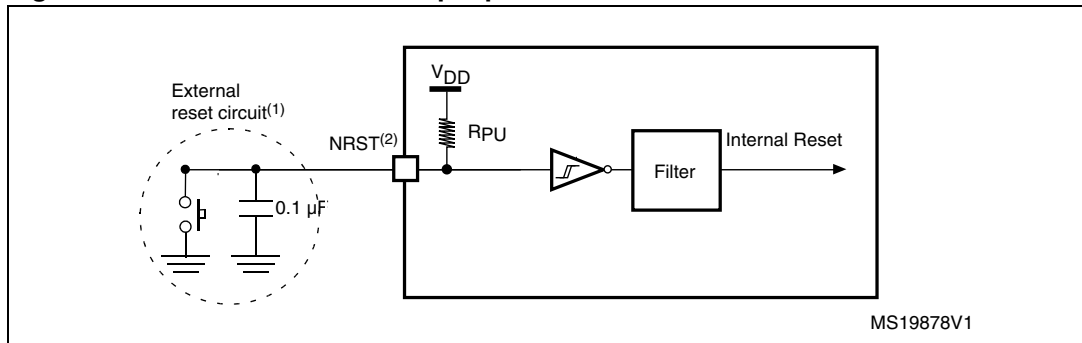 External
reset circuit(1)
VDD
NRST(2)
RPU
Internal Reset
Filter
0.1 µF
MS19878V1